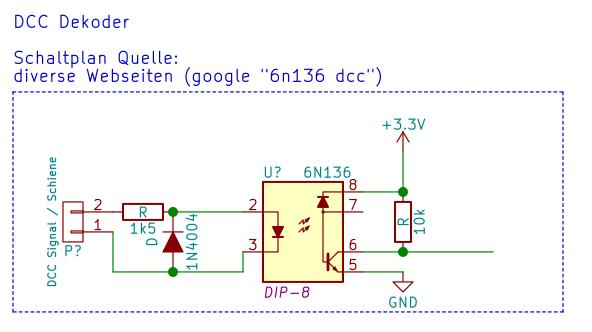 DCC Dekoder
Schaltplan Quelle:
diverse Webseiten (google "6n136 dcc")
+3.3V
DCC Signal / Schiene
U?
6N136
8
2
R
2
7
1
1k5
D
1N4004
R
10k
P?
3
6
5
DIP-8
GND